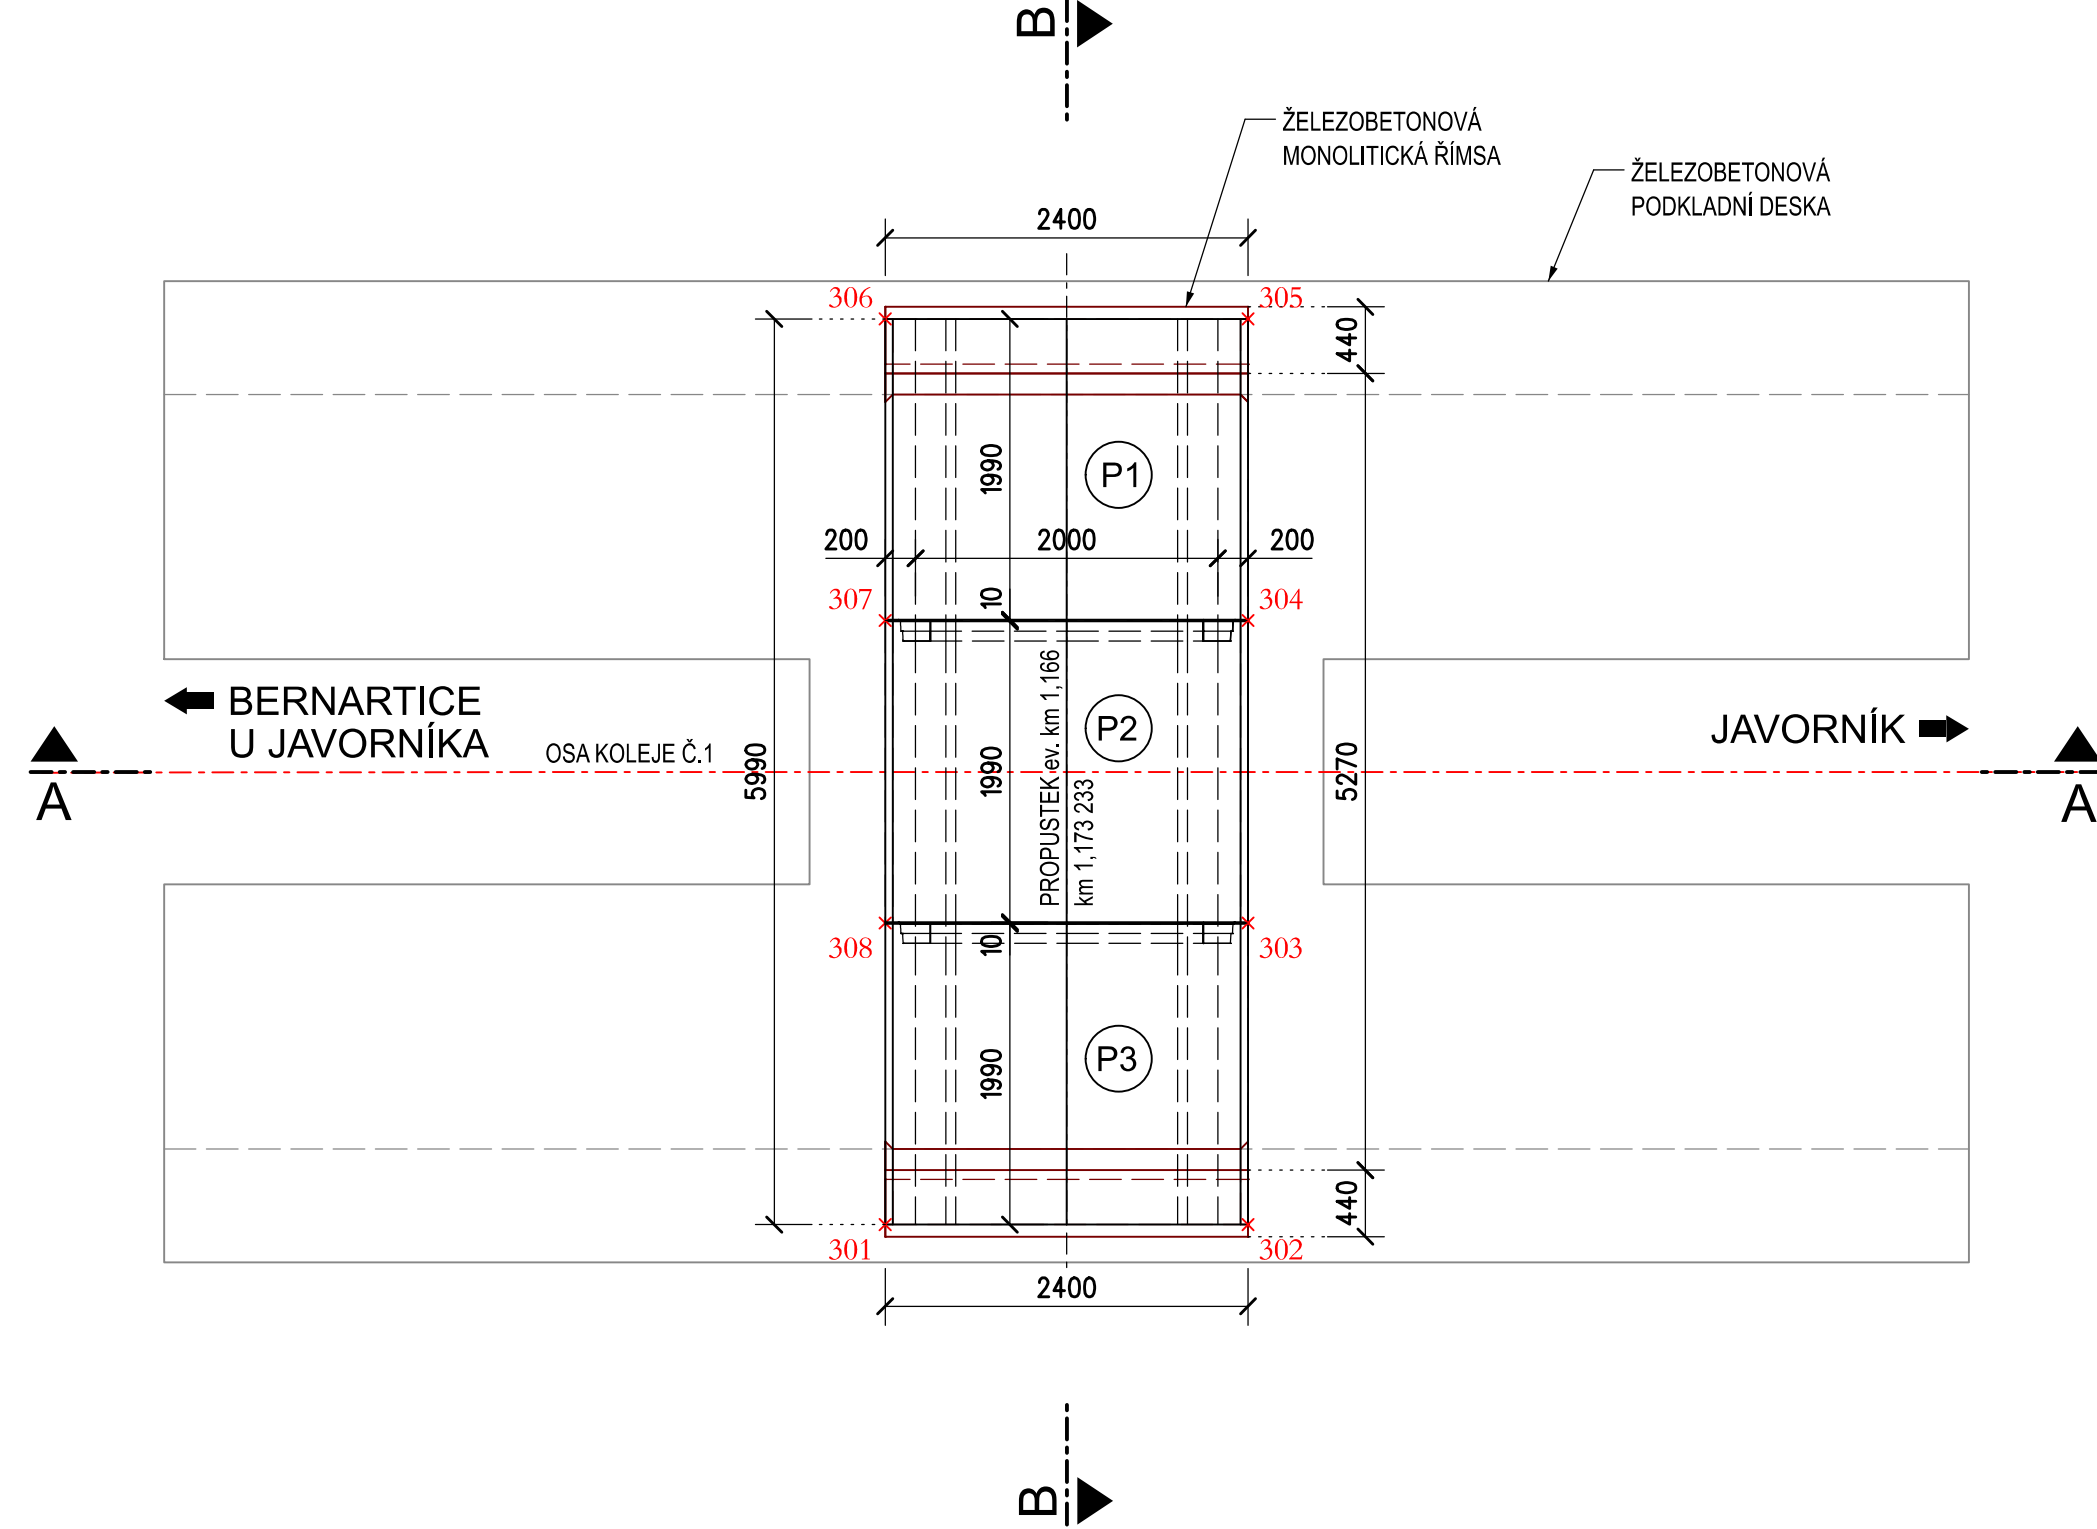 B
ŽELEZOBETONOVÁ
MONOLITICKÁ ŘÍMSA
ŽELEZOBETONOVÁ
PODKLADNÍ DESKA
2400
306
305
440
1990
P1
200
2000
200
10
307
304
BERNARTICE
U JAVORNÍKA
OSA KOLEJE Č.1
5990
1990
PROPUSTEK ev. km 1,166
km 1,173 233
P2
5270
JAVORNÍK
A
A
308
10
303
1990
P3
440
301
302
2400
B